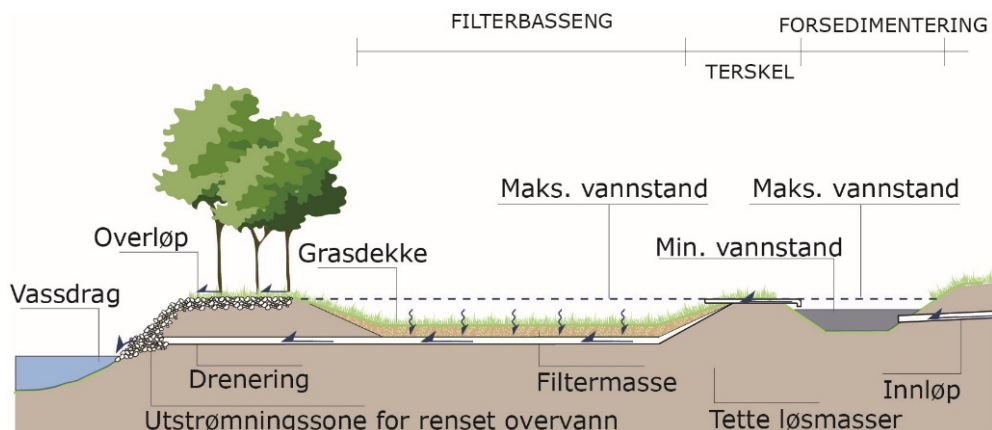 FILTERBASSENG
FORSEDIMENTERING
TERSKEL
Maks. vannstand
Maks. vannstand
Overløp
Min. vannstand
Grasdekke
Vassdrag
Drenering
Filtermasse
Innløp
Utstrømningssone for renset overvann
Tette løsmasser